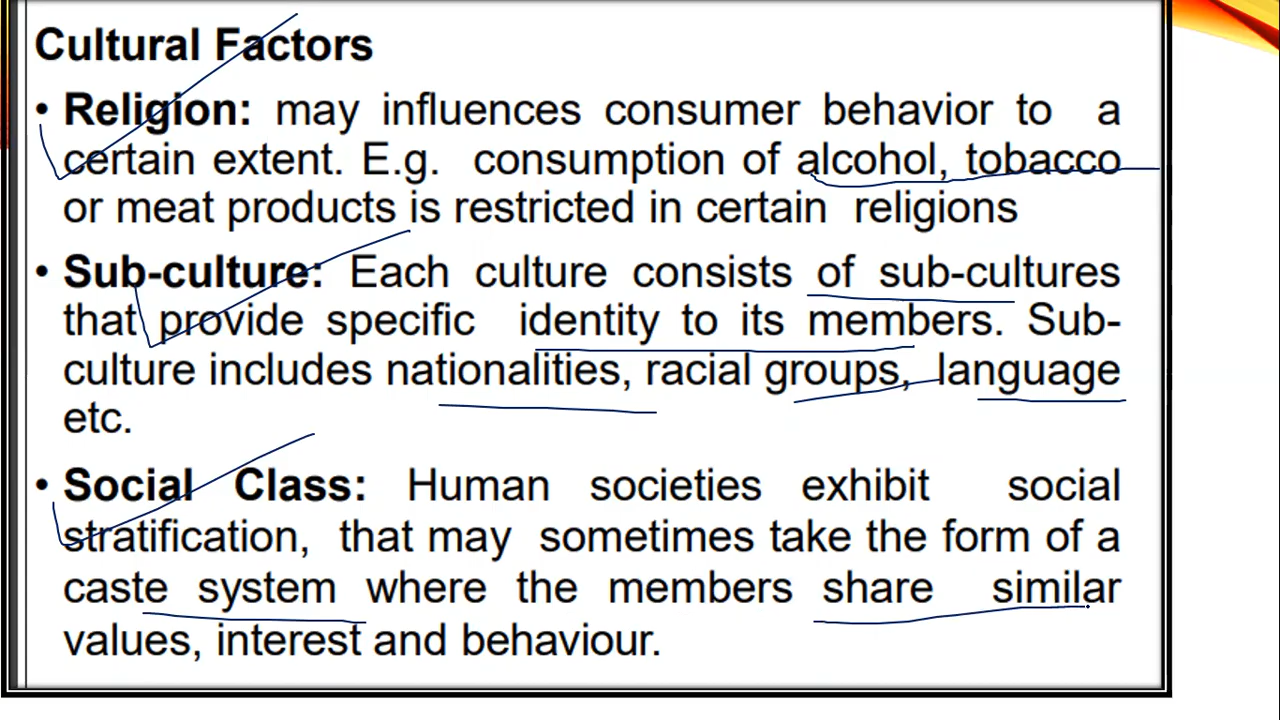 Cultural Factors
• Religion: may influences consumer behavior to a
certain extent. E.g. consumption of alcohol, tobacco
or meat products is restricted in certain religions
• Sub-culture: Each culture consists of sub-cultures
that provide specific identity to its members. Sub-
culture includes nationalities, racial groups, language
etc.
• Social Class: Human societies exhibit social
stratification, that may sometimes take the form of a
caste system where the members share similar
values, interest and behaviour.